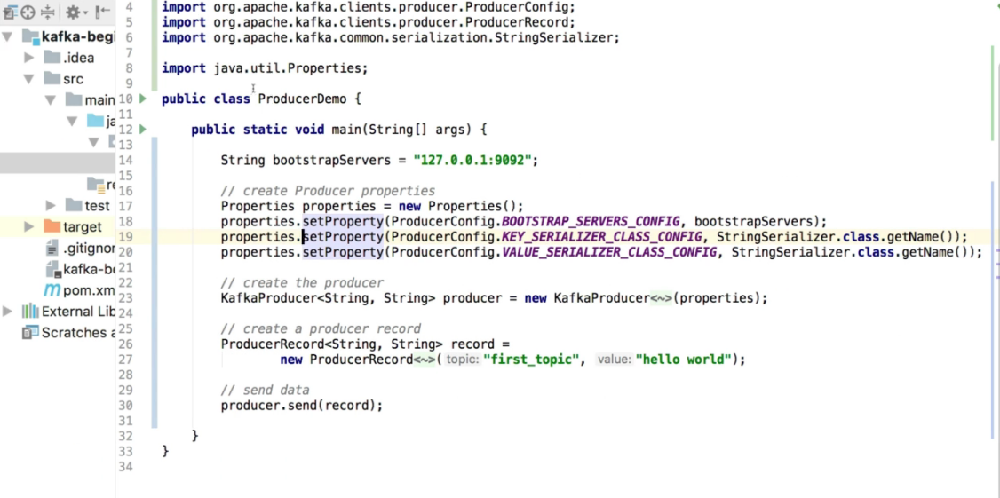 kafka-begi
.idea
src
main
ja
re
test
target
.gitignor
kafka-be
pom.xm
External Lib
Scratches a
4 import org.apache.kafka.clients.producer.ProducerConfig;
5 import org.apache.kafka.clients.producer.ProducerRecord;
6 import org.apache.kafka.common.serialization.StringSerializer;
7
8 import java.util.Properties;
9
10 public class ProducerDemo {
11
12 public static void main(String[] args) {
13
14 String bootstrapServers = "127.0.0.1:9092";
15
16 // create Producer properties
17 Properties properties = new Properties();
18 properties.setProperty(ProducerConfig.BOOTSTRAP_SERVERS_CONFIG, bootstrapServers);
19 properties.setProperty(ProducerConfig.KEY_SERIALIZER_CLASS_CONFIG, StringSerializer.class.getName());
20 properties.setProperty(ProducerConfig.VALUE_SERIALIZER_CLASS_CONFIG, StringSerializer.class.getName());
21
22 // create the producer
23 KafkaProducer<String, String> producer = new KafkaProducer<~>(properties);
24
25 // create a producer record
26 ProducerRecord<String, String> record =
27 new ProducerRecord<~>( topic: "first_topic", value: "hello world");
28
29 // send data
30 producer.send(record);
31
32 }
33 }
34